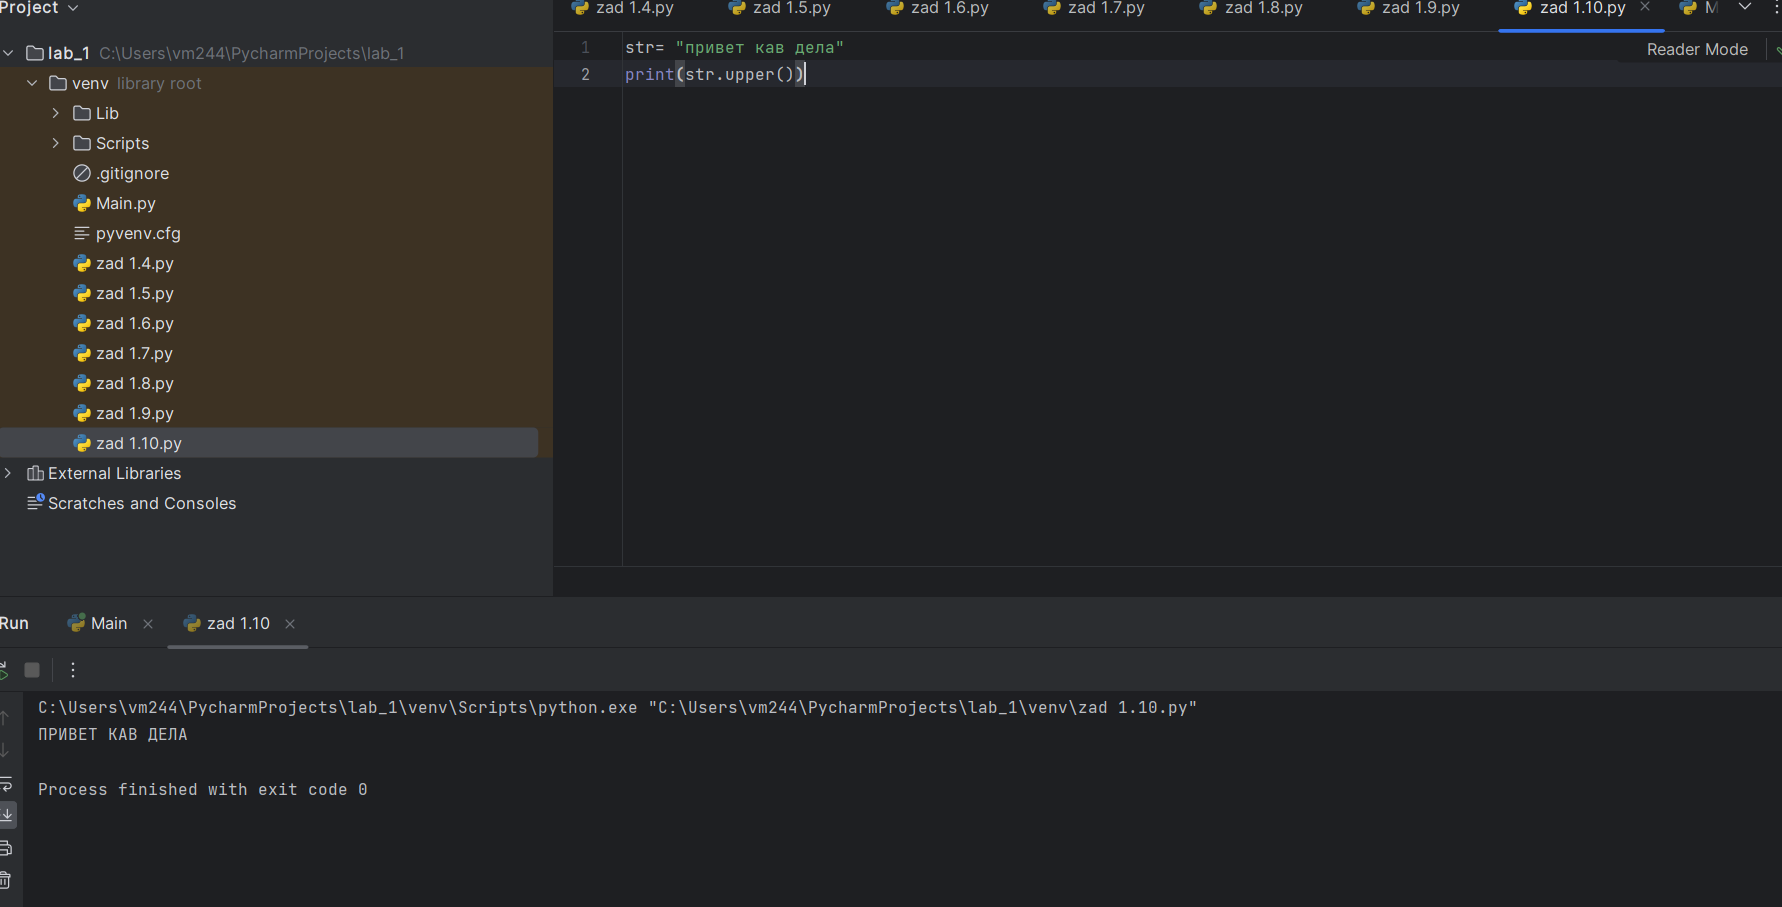 Project
lab_1 C:\Users\vm244\PycharmProjects\lab_1
venv library root
Lib
Scripts
.gitignore
Main.py
pyvenv.cfg
zad 1.4.py
zad 1.5.py
zad 1.6.py
zad 1.7.py
zad 1.8.py
zad 1.9.py
zad 1.10.py
External Libraries
Scratches and Consoles
zad 1.4.py zad 1.5.py zad 1.6.py zad 1.7.py zad 1.8.py zad 1.9.py zad 1.10.py
1 str= "привет кав дела"
Reader Mode
2 print(str.upper())
Run Main zad 1.10
C:\Users\vm244\PycharmProjects\lab_1\venv\Scripts\python.exe "C:\Users\vm244\PycharmProjects\lab_1\venv\zad 1.10.py"
ПРИВЕТ КАВ ДЕЛА
Process finished with exit code 0